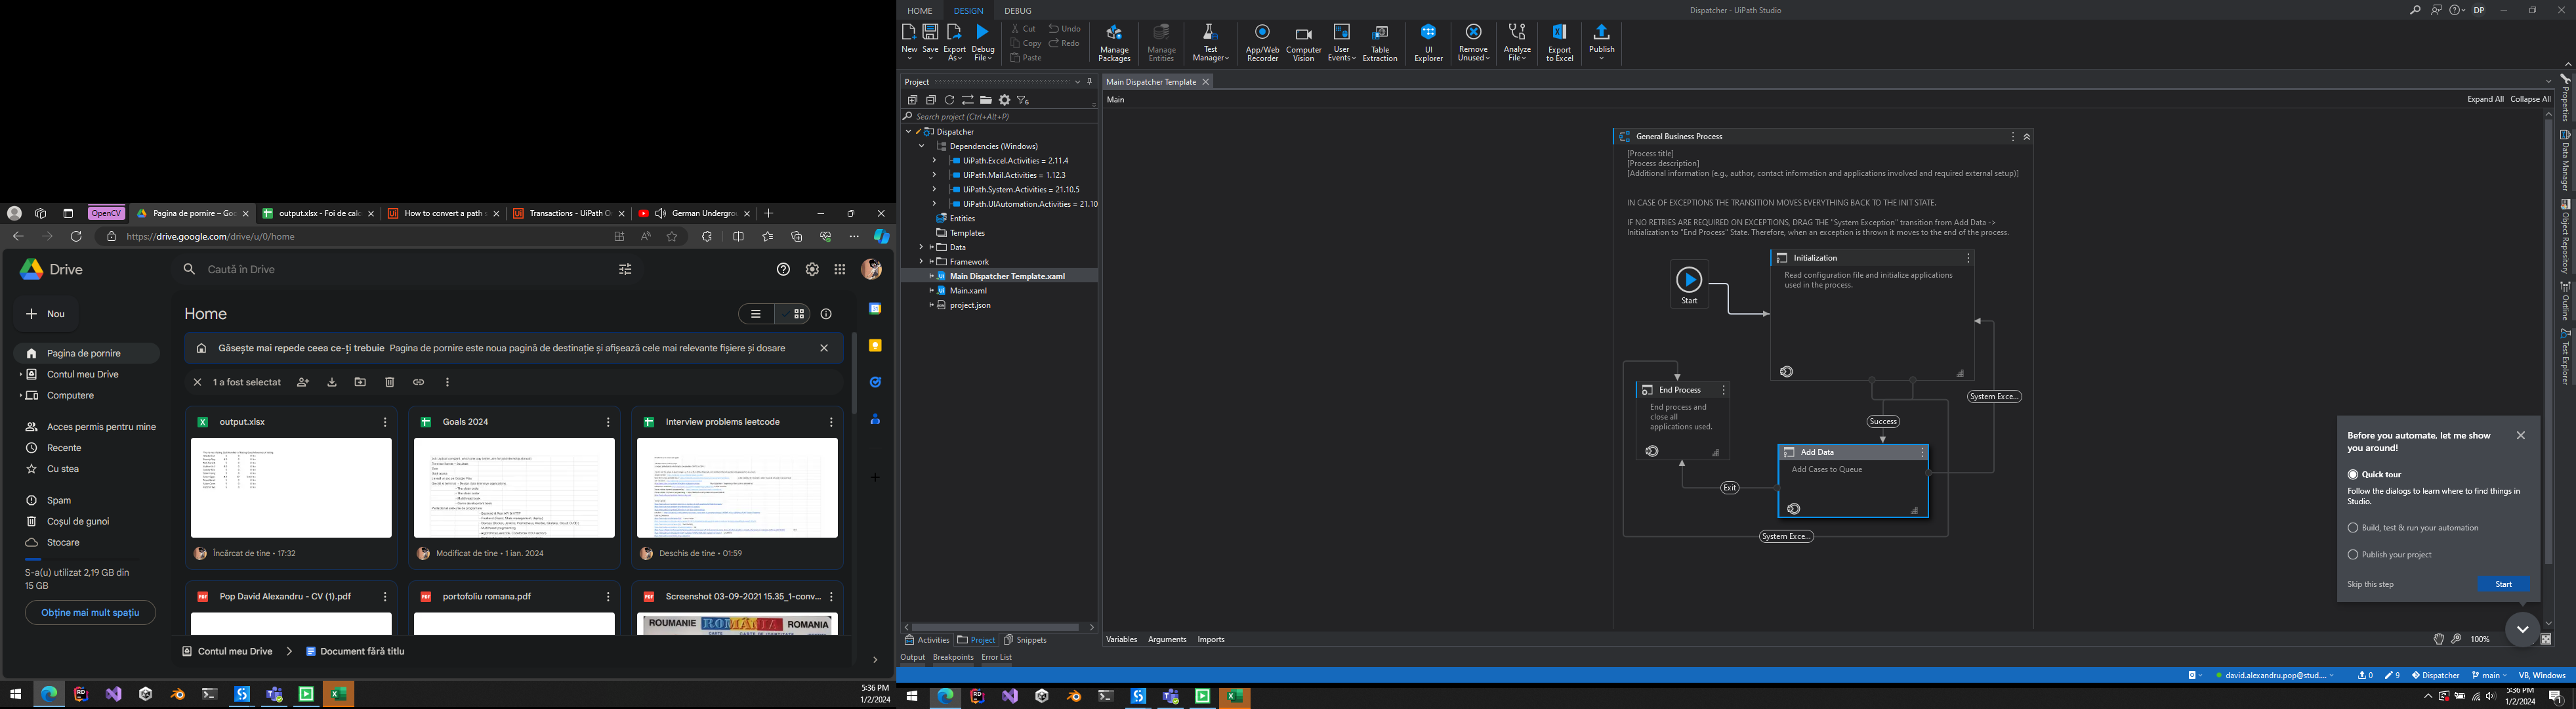 OpenCV
Pagina de pornire – Goo
output.xlsx - Foi de calc
How to convert a path s
Transactions - UiPath O
German Undergrou
https://drive.google.com/drive/u/0/home
Drive
Caută în Drive
Nou
Pagina de pornire
Contul meu Drive
Computere
Acces permis pentru mine
Recente
Cu stea
Spam
Coșul de gunoi
Stocare
S-a(u) utilizat 2,19 GB din
15 GB
Obține mai mult spațiu
Home
Găsește mai repede ceea ce-ți trebuie Pagina de pornire este noua pagină de destinație și afișează cele mai relevante fișiere și dosare
1 a fost selectat
output.xlsx
Încărcat de tine • 17:32
Goals 2024
Modificat de tine • 1 ian. 2024
Interview problems leetcode
Deschis de tine • 01:59
Pop David Alexandru - CV (1).pdf
portofoliu romana.pdf
Screenshot 03-09-2021 15.35_1-conv...
ROUMANIE ROMÂNIA ROMANIA
Contul meu Drive
Document fără titlu
5:36 PM
1/2/2024
HOME DESIGN DEBUG
Dispatcher - UiPath Studio
DP
New
Save
Export
As
Debug
File
Cut
Copy
Paste
Undo
Redo
Manage
Packages
Manage
Entities
Test
Manager
App/Web
Recorder
Computer
Vision
User
Events
Table
Extraction
UI
Explorer
Remove
Unused
Analyze
File
Export
to Excel
Publish
Project
6
Search project (Ctrl+Alt+P)
Dispatcher
Dependencies (Windows)
UiPath.Excel.Activities = 2.11.4
UiPath.Mail.Activities = 1.12.3
UiPath.System.Activities = 21.10.5
UiPath.UIAutomation.Activities = 21.10
Entities
Templates
Data
Framework
Main Dispatcher Template.xaml
Main.xaml
project.json
Activities
Project
Snippets
Output Breakpoints Error List
Main Dispatcher Template
Main
Expand All Collapse All
General Business Process
[Process title]
[Process description]
[Additional information (e.g., author, contact information and applications involved and required external setup)]
IN CASE OF EXCEPTIONS THE TRANSITION MOVES EVERYTHING BACK TO THE INIT STATE.
IF NO RETRIES ARE REQUIRED ON EXCEPTIONS, DRAG THE "System Exception" transition from Add Data ->
Initialization to "End Process" State. Therefore, when an exception is thrown it moves to the end of the process.
Start
Initialization
Read configuration file and initialize applications
used in the process.
System Exce...
End Process
End process and
close all
applications used.
Success
Add Data
Add Cases to Queue
Exit
System Exce...
Variables Arguments Imports
100%
Properties
Data Manager
Object Repository
Outline
Test Explorer
Before you automate, let me show
you around!
Quick tour
Follow the dialogs to learn where to find things in
Studio.
Build, test & run your automation
Publish your project
Skip this step
Start
david.alexandru.pop@stud....
0
9
Dispatcher
main
VB, Windows
5:36 PM
1/2/2024
1